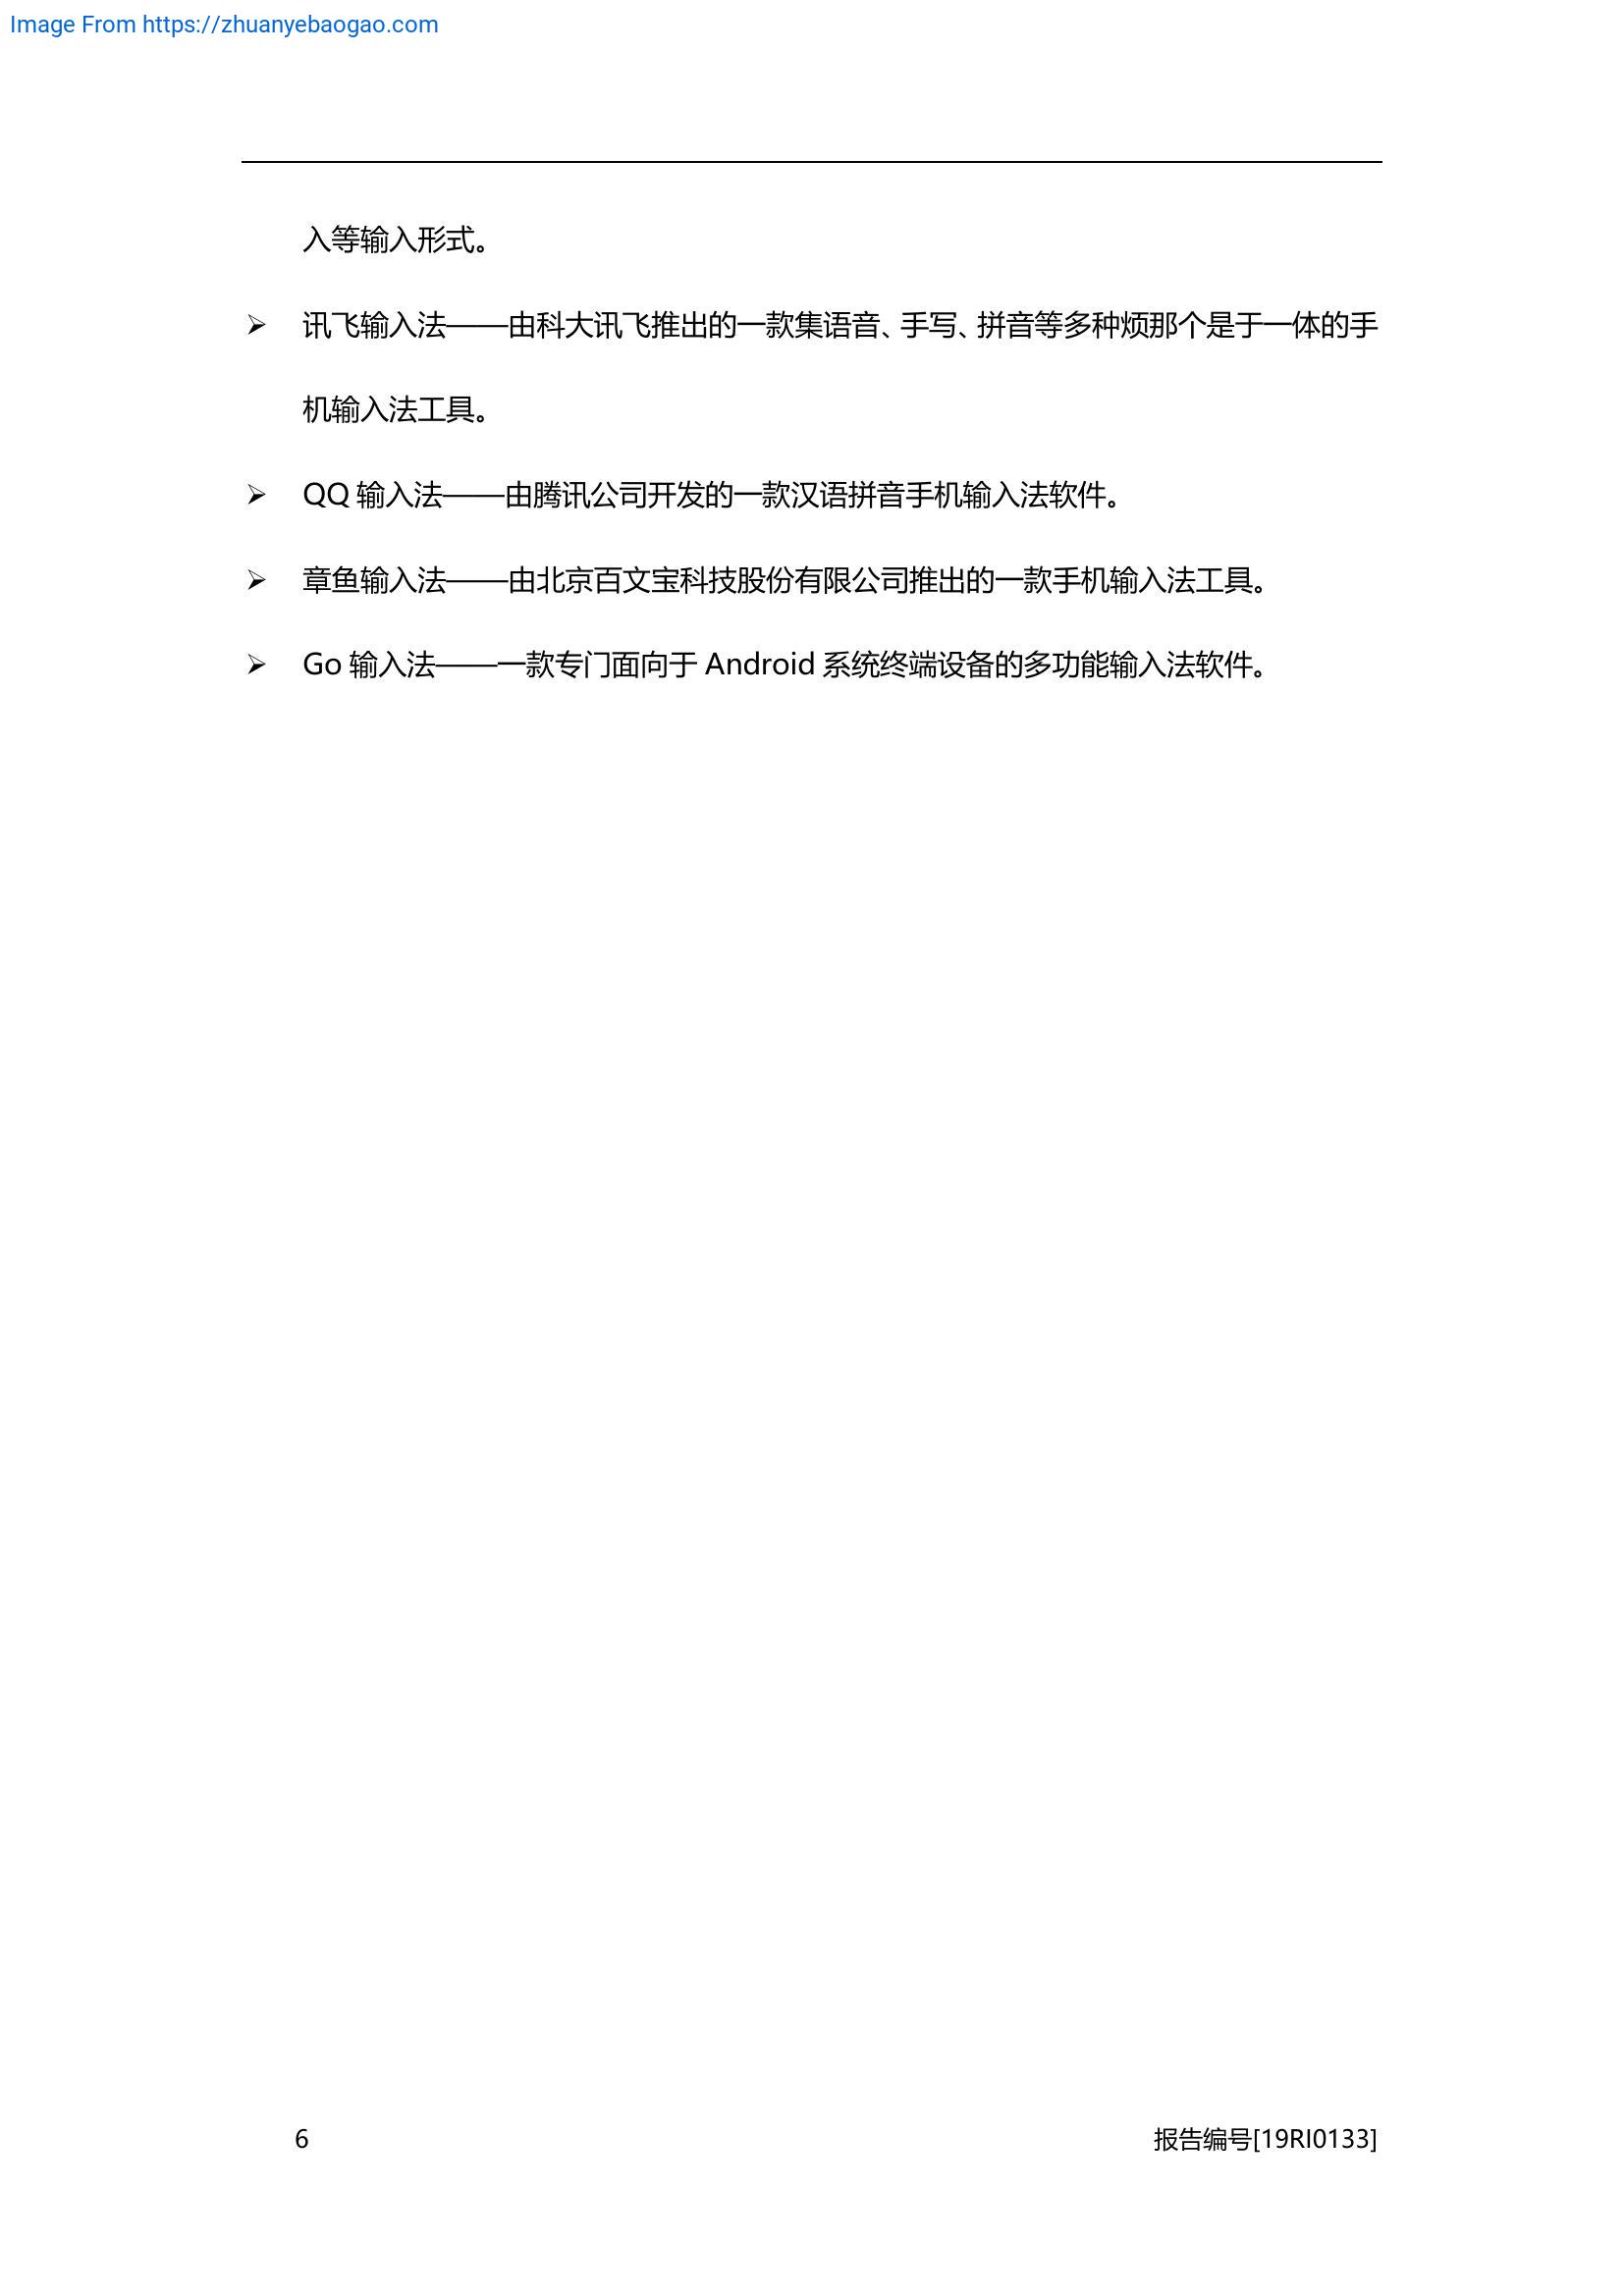 Image From https://zhuanyebaogao.com
入等输入形式。
➢ 讯飞输入法——由科大讯飞推出的一款集语音、手写、拼音等多种烦那个是于一体的手
机输入法工具。
➢ QQ 输入法——由腾讯公司开发的一款汉语拼音手机输入法软件。
➢ 章鱼输入法——由北京百文宝科技股份有限公司推出的一款手机输入法工具。
➢ Go 输入法——一款专门面向于 Android 系统终端设备的多功能输入法软件。
6 报告编号[19RI0133]